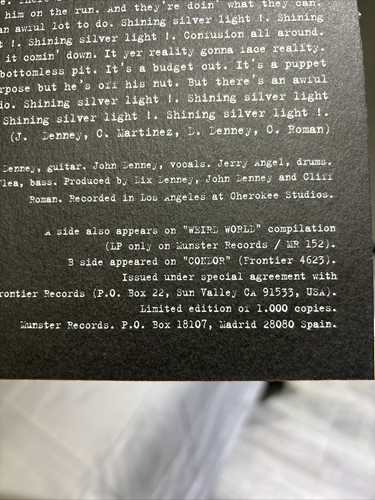 him on the run. And they're doin' what they can.
an awful lot to do. Shining silver light !. Shining
!. Shining silver light !. Confusion all around.
it comin' down. It yer reality gonna face reality.
bottomless pit. It's a budget cut. It's a puppet
rpose but he's off his nut. But there's an awful
do. Shining silver light !. Shining silver light
Shining silver light !. Shining silver light !.
(J. Denney, C. Martinez, D. Denney, C. Roman)
Denney, guitar. John Denney, vocals. Jerry Angel, drums.
lea, bass. Produced by Dix Denney, John Denney and Cliff
Roman. Recorded in Los Angeles at Cherokee Studios.
A side also appears on "WEIRD WORLD" compilation
(LP only on Munster Records / MR 152).
B side appeared on "CONDOR" (Frontier 4623).
Issued under special agreement with
rontier Records (P.O. Box 22, Sun Valley CA 91533, USA).
Limited edition of 1.000 copies.
Munster Records. P.O. Box 18107, Madrid 28080 Spain.